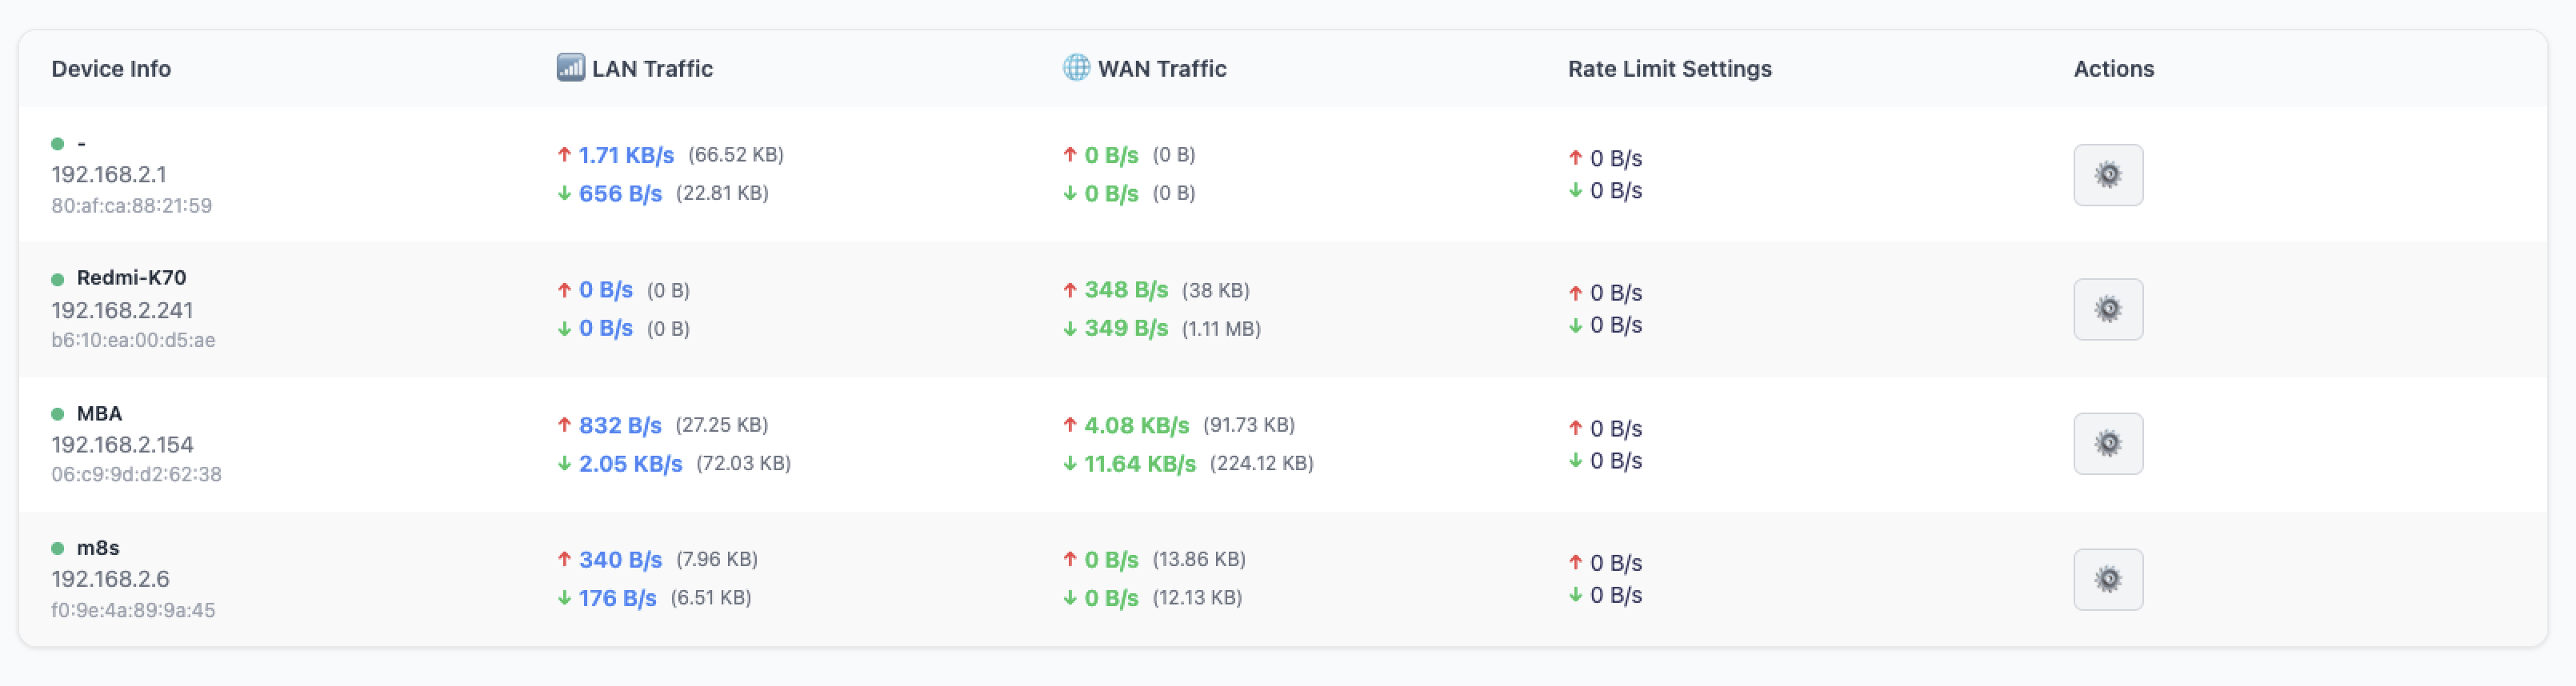 Device Info
LAN Traffic
WAN Traffic
Rate Limit Settings
Actions
-
192.168.2.1
80:af:ca:88:21:59
↑ 1.71 KB/s (66.52 KB)
↓ 656 B/s (22.81 KB)
↑ 0 B/s (0 B)
↓ 0 B/s (0 B)
↑ 0 B/s
↓ 0 B/s
Redmi-K70
192.168.2.241
b6:10:ea:00:d5:ae
↑ 0 B/s (0 B)
↓ 0 B/s (0 B)
↑ 348 B/s (38 KB)
↓ 349 B/s (1.11 MB)
↑ 0 B/s
↓ 0 B/s
MBA
192.168.2.154
06:c9:9d:d2:62:38
↑ 832 B/s (27.25 KB)
↓ 2.05 KB/s (72.03 KB)
↑ 4.08 KB/s (91.73 KB)
↓ 11.64 KB/s (224.12 KB)
↑ 0 B/s
↓ 0 B/s
m8s
192.168.2.6
f0:9e:4a:89:9a:45
↑ 340 B/s (7.96 KB)
↓ 176 B/s (6.51 KB)
↑ 0 B/s (13.86 KB)
↓ 0 B/s (12.13 KB)
↑ 0 B/s
↓ 0 B/s